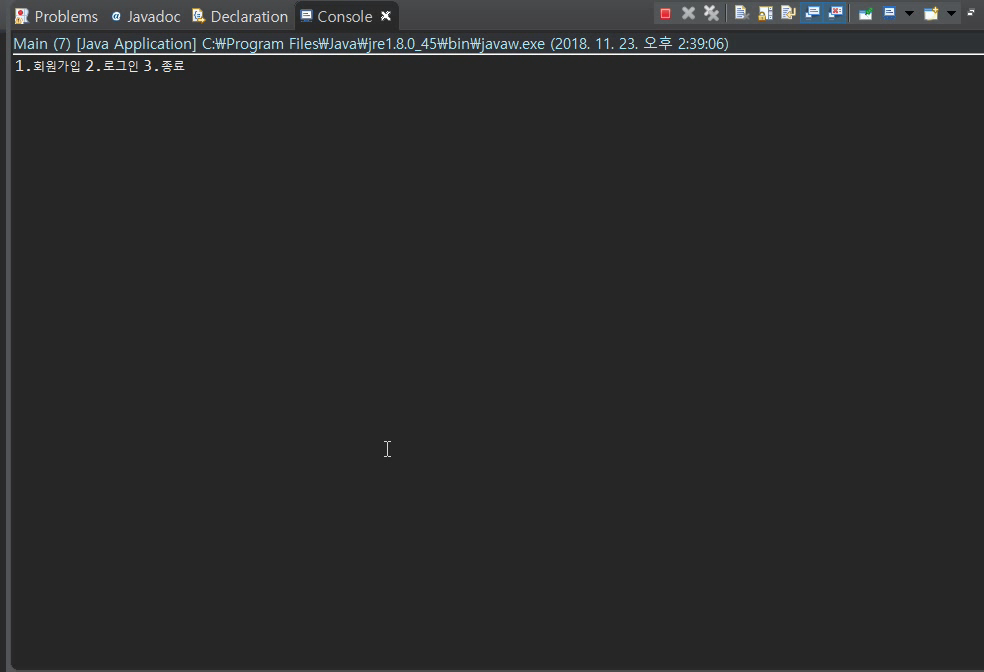 Problems @ Javadoc Declaration Console
Main (7) [Java Application] C:₩Program Files₩Java₩jre1.8.0_45₩bin₩javaw.exe (2018. 11. 23. 오후 2:39:06)
1.회원가입 2.로그인 3.종료